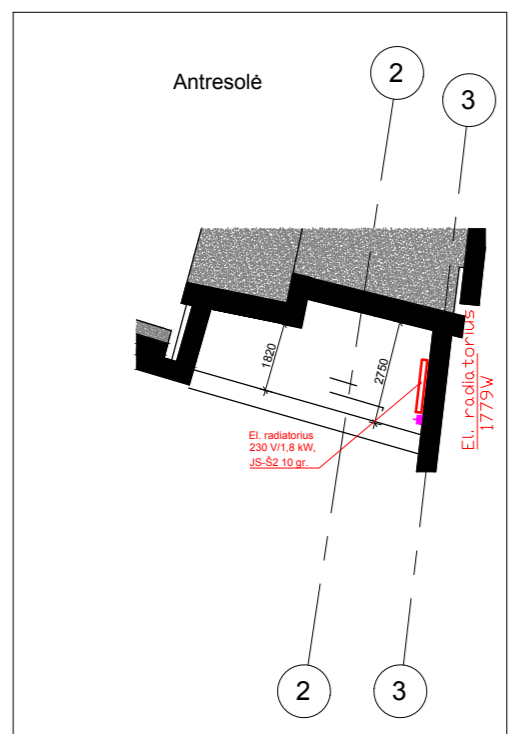 Antresolė
2
3
1820
2750
El. radiatorius
1779W
El. radiatorius
230 V/1,8 kW,
JS-Š2 10 gr.
2
3